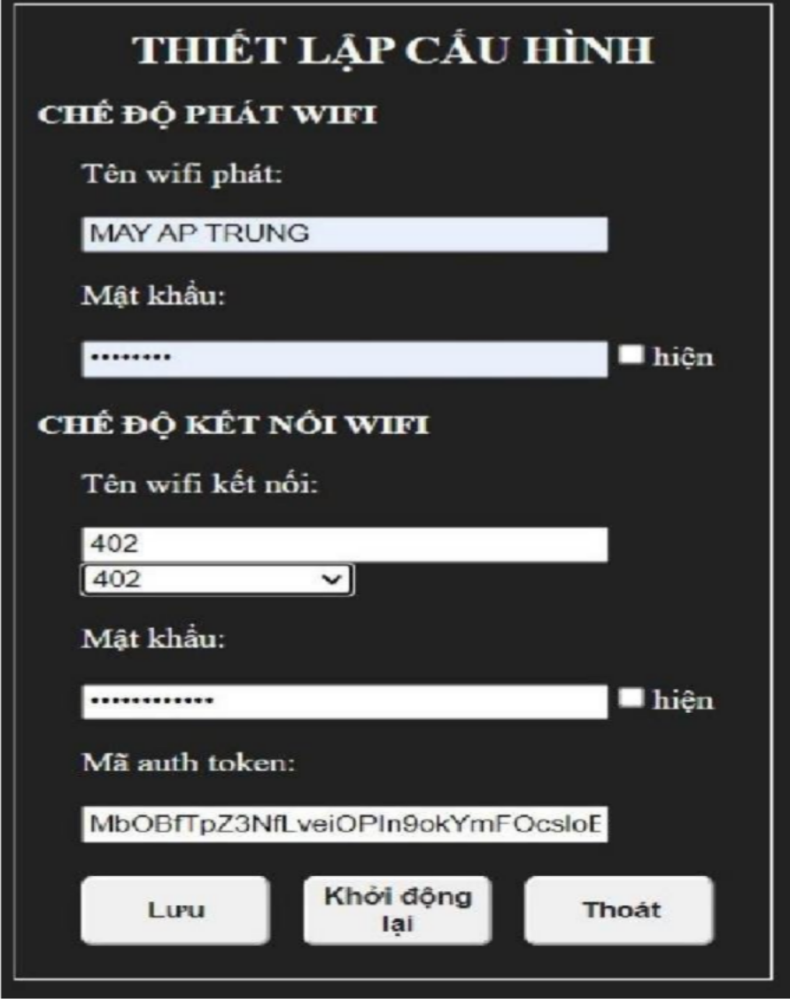 THIẾT LẬP CẤU HÌNH
CHẾ ĐỘ PHÁT WIFI
Tên wifi phát:
MAY AP TRUNG
Mật khẩu:
••••••••
hiện
CHẾ ĐỘ KẾT NỐI WIFI
Tên wifi kết nối:
402
402
Mật khẩu:
••••••••••••
hiện
Mã auth token:
MbOBfTpZ3NfLveiOPIn9okYmFOcsloE
Lưu
Khởi động
lại
Thoát